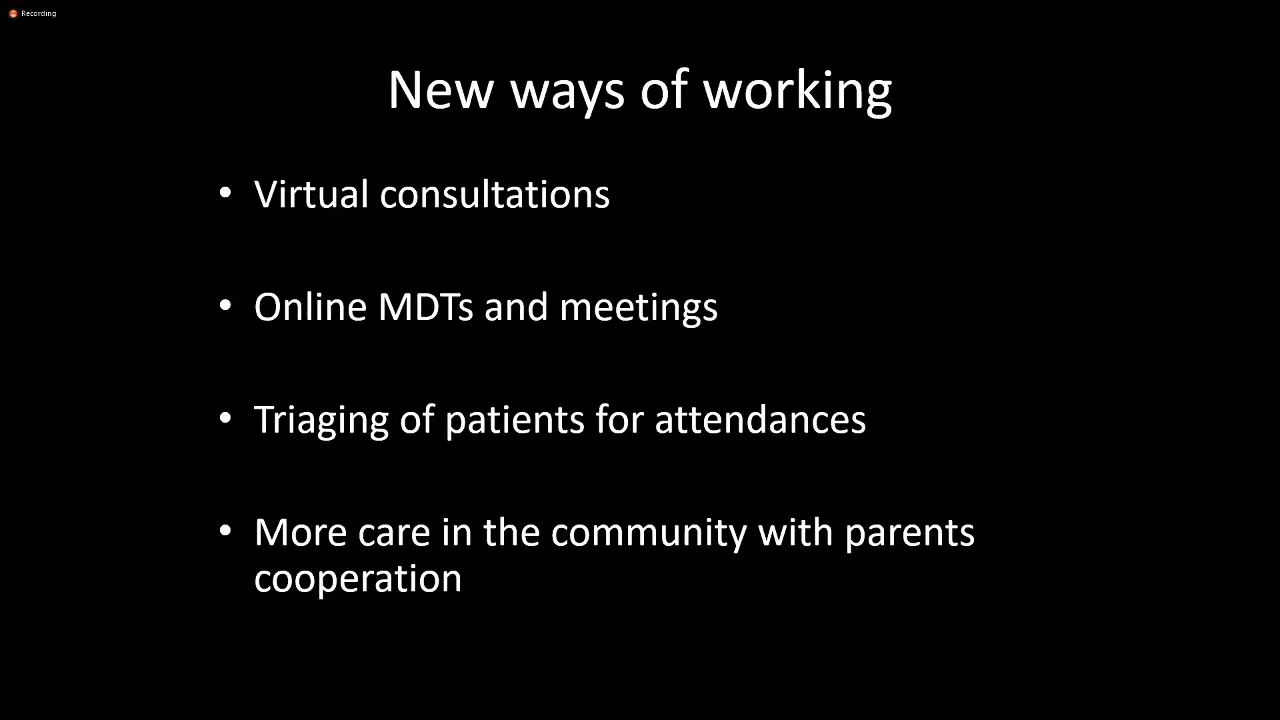 Recording
New ways of working
• Virtual consultations
• Online MDTs and meetings
• Triaging of patients for attendances
• More care in the community with parents
cooperation